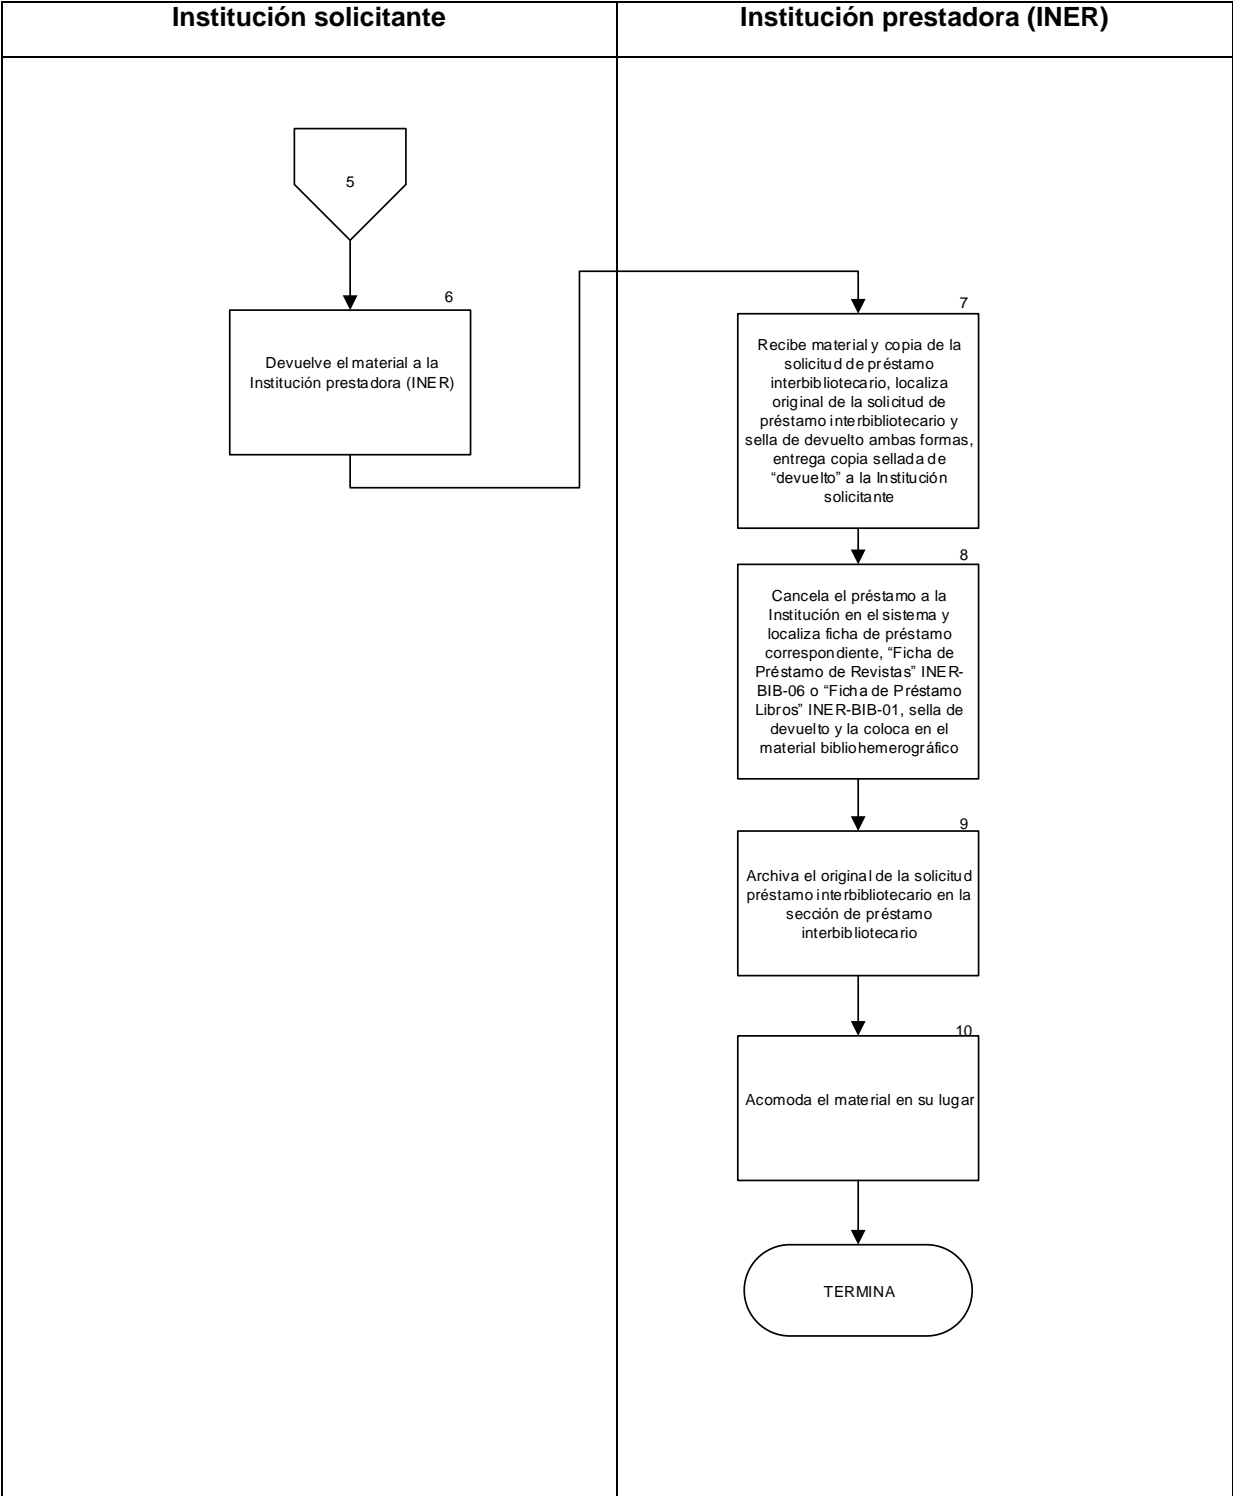 Institución solicitante
Institución prestadora (INER)
5
6
Devuelve el material a la
Institución prestadora (INER)
7
Recibe material y copia de la
solicitud de préstamo
interbibliotecario, localiza
original de la solicitud de
préstamo interbibliotecario y
sella de devuelto ambas formas,
entrega copia sellada de
“devuelto” a la Institución
solicitante
8
Cancela el préstamo a la
Institución en el sistema y
localiza ficha de préstamo
correspondiente, “Ficha de
Préstamo de Revistas” INER-
BIB-06 o “Ficha de Préstamo
Libros” INER-BIB-01, sella de
devuelto y la coloca en el
material bibliohemerográfico
9
Archiva el original de la solicitud
préstamo interbibliotecario en la
sección de préstamo
interbibliotecario
10
Acomoda el material en su lugar
TERMINA